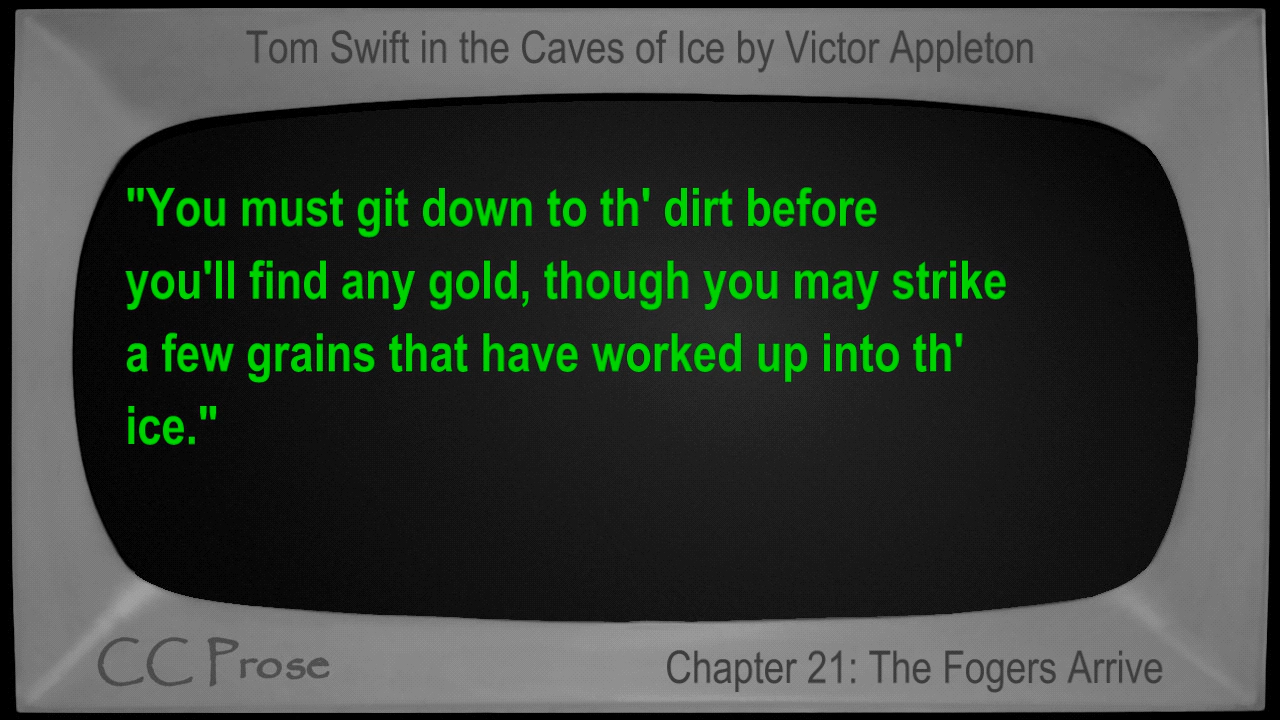 Tom Swift in the Caves of Ice by Victor Appleton
"You must git down to th' dirt before
you'll find any gold, though you may strike
a few grains that have worked up into th'
ice."
CC Prose
Chapter 21: The Fogers Arrive